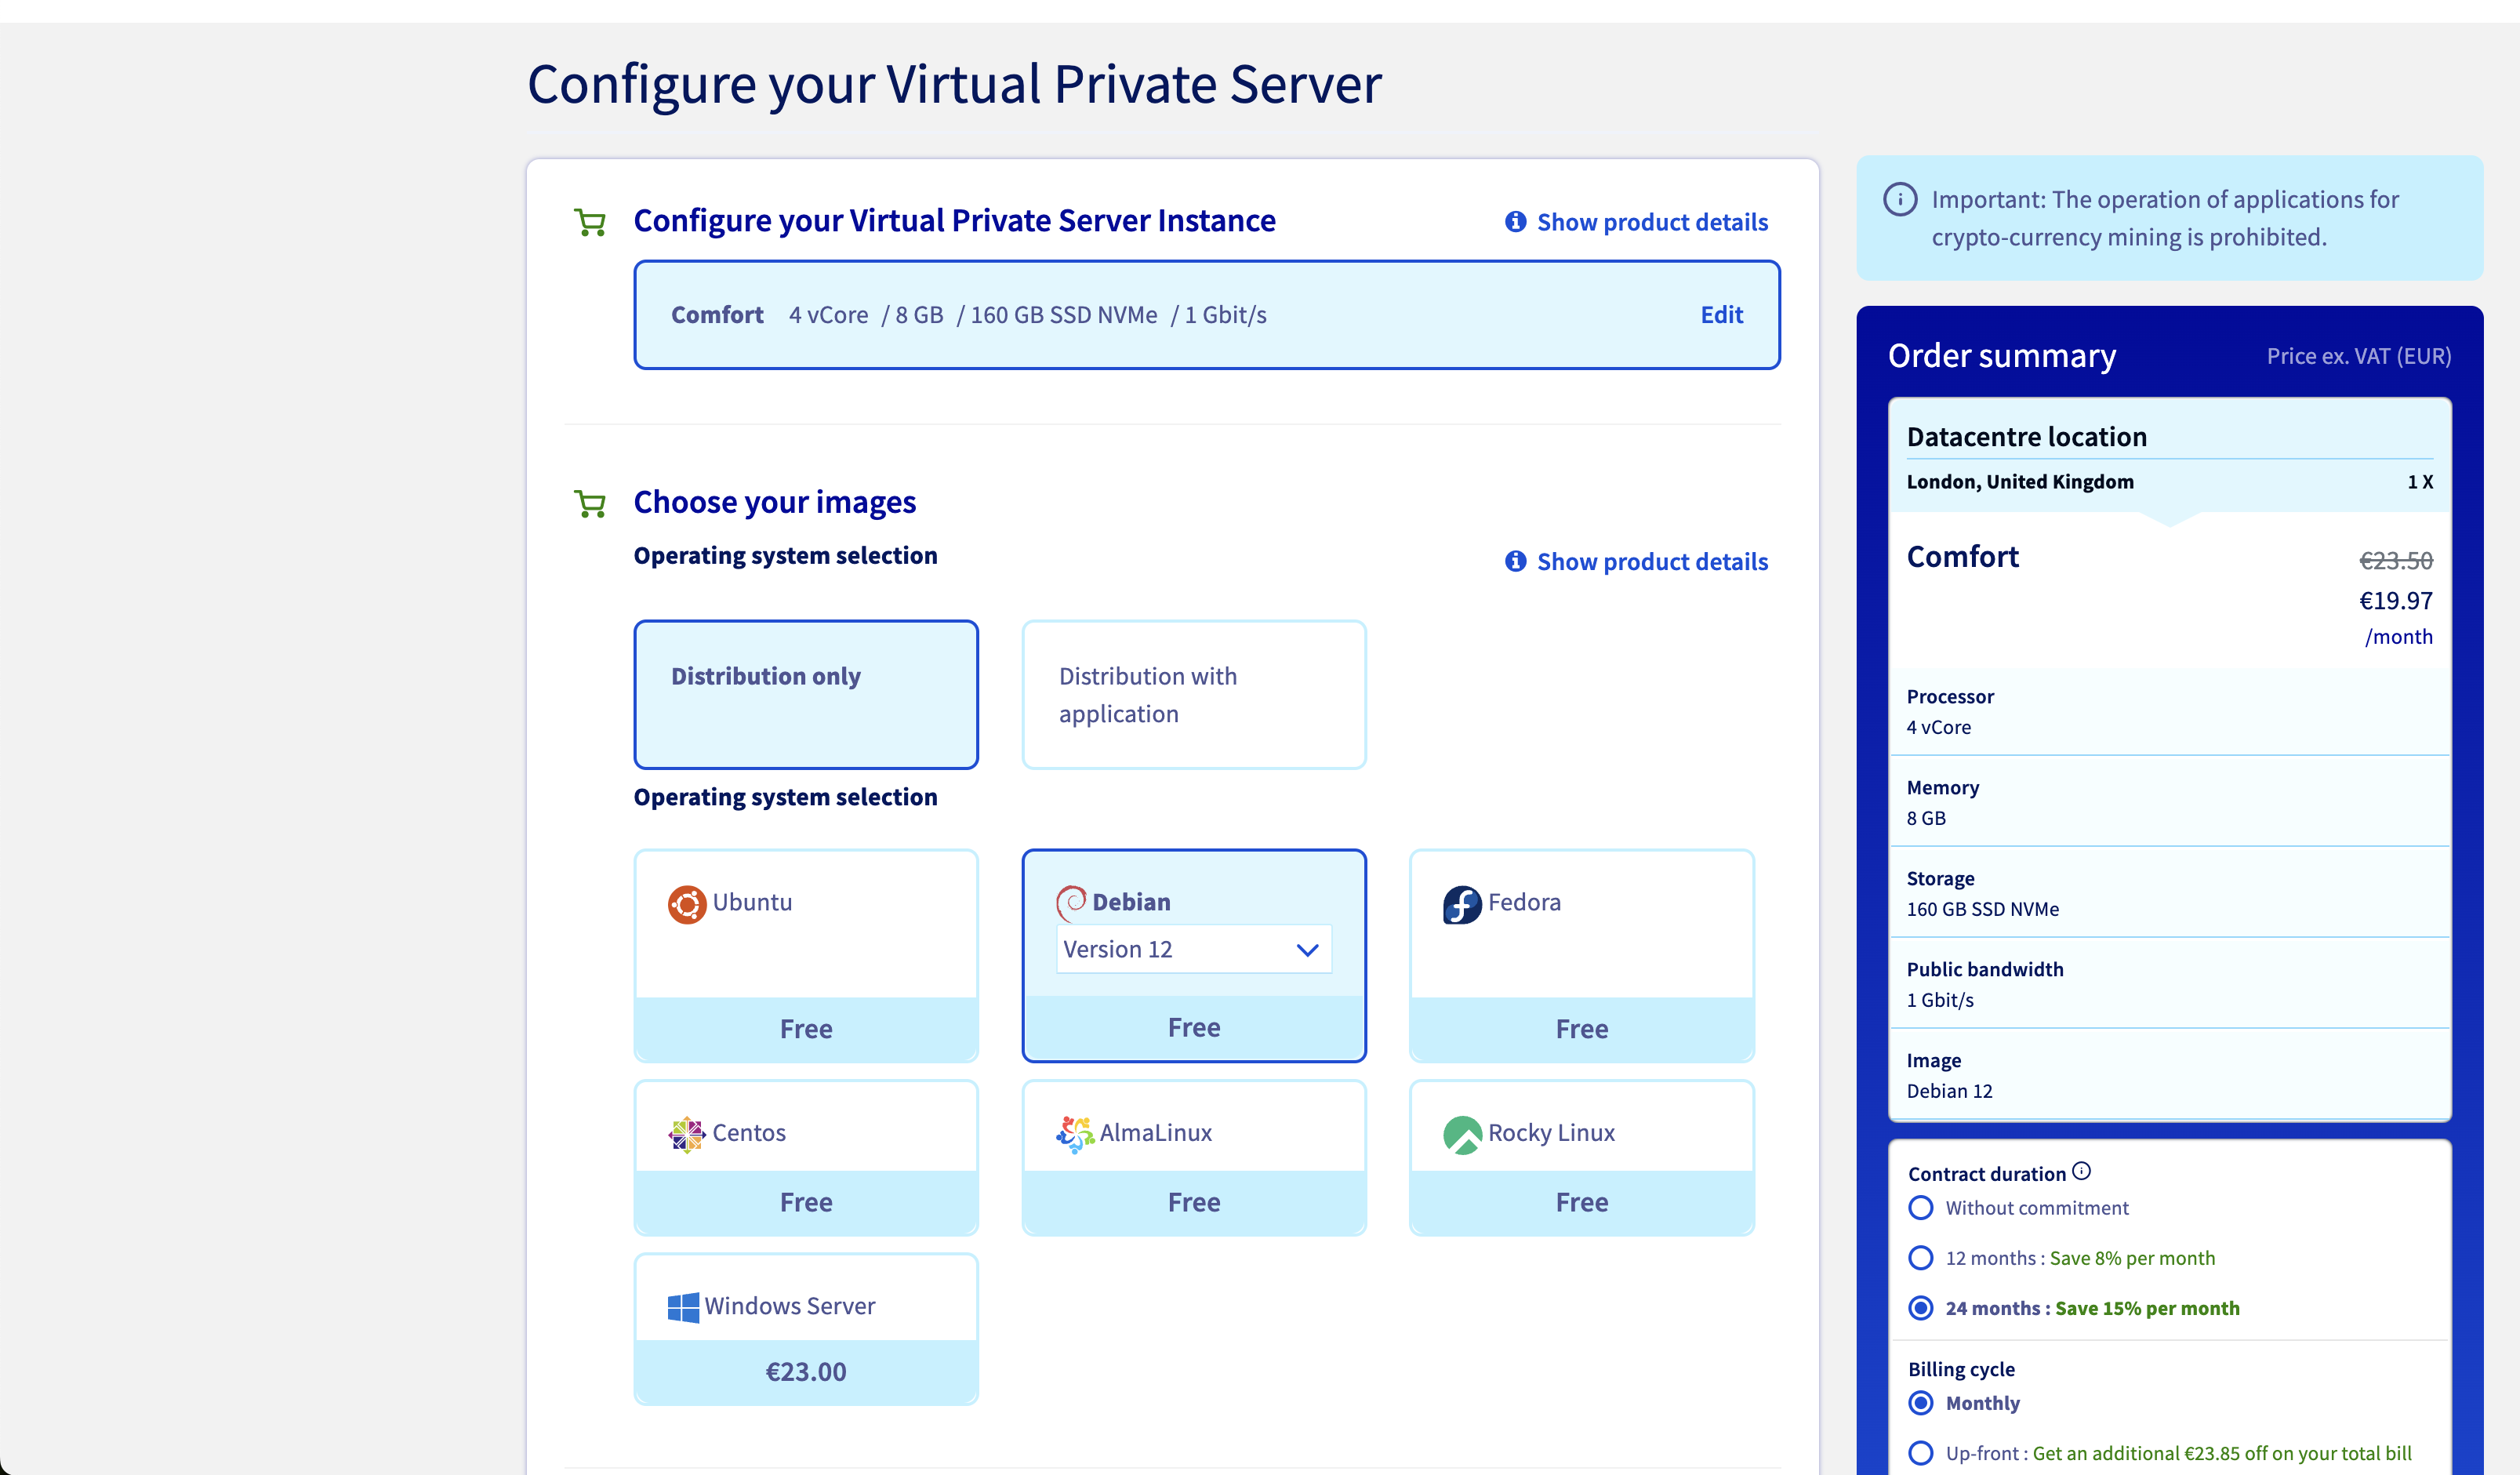 Configure your Virtual Private Server
Configure your Virtual Private Server Instance
Show product details
Comfort 4 vCore / 8 GB / 160 GB SSD NVMe / 1 Gbit/s
Edit
Choose your images
Operating system selection
Show product details
Distribution only
Distribution with
application
Operating system selection
Ubuntu
Free
Debian
Version 12
Free
Fedora
Free
Centos
Free
AlmaLinux
Free
Rocky Linux
Free
Windows Server
€23.00
Important: The operation of applications for
crypto-currency mining is prohibited.
Order summary
Price ex. VAT (EUR)
Datacentre location
London, United Kingdom 1 X
Comfort
€23.50
€19.97
/month
Processor
4 vCore
Memory
8 GB
Storage
160 GB SSD NVMe
Public bandwidth
1 Gbit/s
Image
Debian 12
Contract duration
Without commitment
12 months : Save 8% per month
24 months : Save 15% per month
Billing cycle
Monthly
Up-front : Get an additional €23.85 off on your total bill